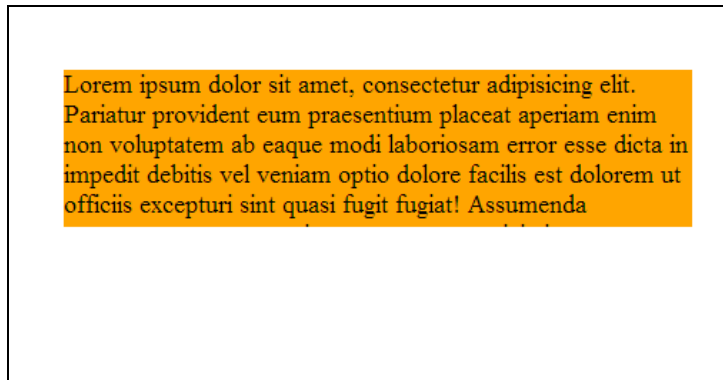 Lorem ipsum dolor sit amet, consectetur adipisicing elit.
Pariatur provident eum praesentium placeat aperiam enim
non voluptatem ab eaque modi laboriosam error esse dicta in
impedit debitis vel veniam optio dolore facilis est dolorem ut
officiis excepturi sint quasi fugit fugiat! Assumenda